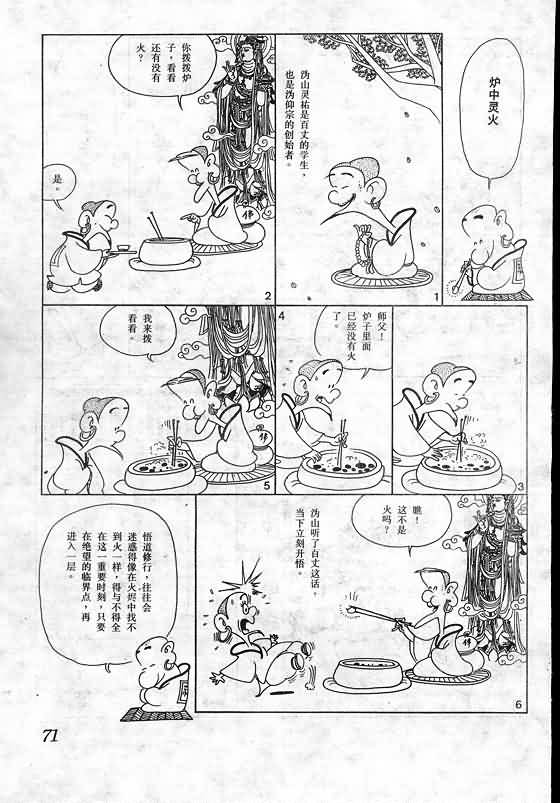 炉中灵火
沩山灵祐是百丈的学生，
也是沩仰宗的创始者。
1
你拨拨炉
子，看看
还有没有
火？
是。
佛
2
3
师父！
炉子里面
已经没有火
了。
4
我来拨
看看。
佛
5
瞧！
这不是
火吗？
沩山听了百丈这话，
当下立刻开悟。
佛
6
悟道修行，往往会
迷惑得像在火烬中找不
到火一样，得与不得全
在这一重要时刻，只要
在绝望的临界点，再
进入一层。
71